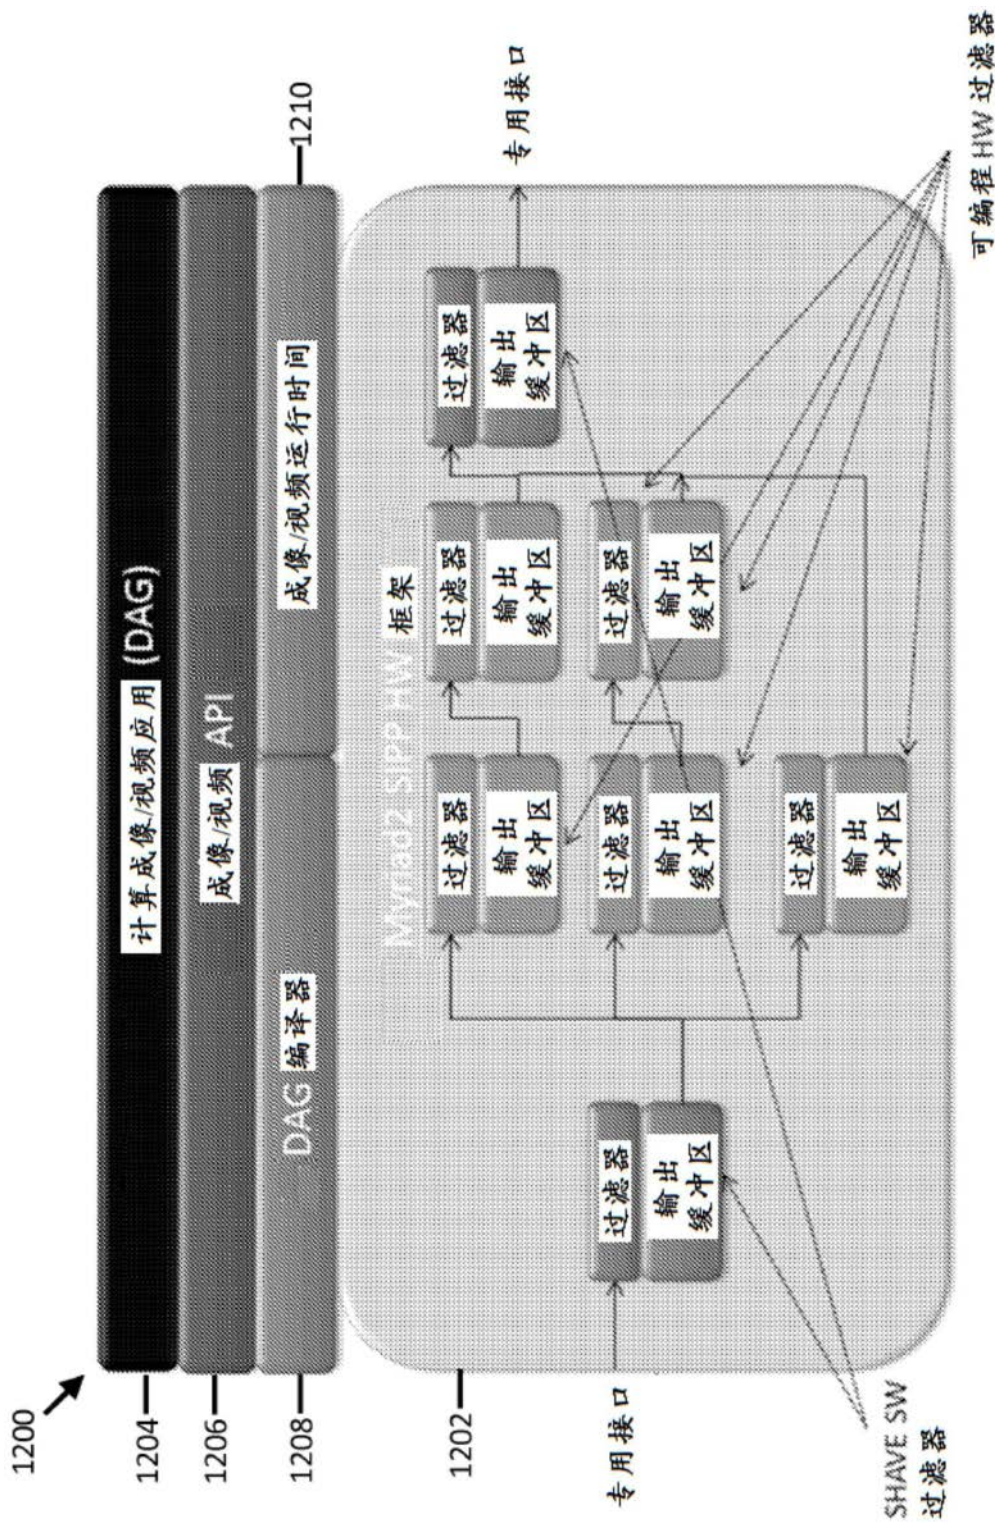 1200
1204
计算成像/视频应用 (DAG)
1206
成像/视频 API
1208
DAG 编译器
成像/视频运行时间
1210
1202
Myriad2 SIPP HW 框架
专用接口
过滤器
输出
缓冲区
过滤器
输出
缓冲区
过滤器
输出
缓冲区
过滤器
输出
缓冲区
过滤器
输出
缓冲区
过滤器
输出
缓冲区
过滤器
输出
缓冲区
专用接口
SHAVE SW
过滤器
可编程 HW 过滤器